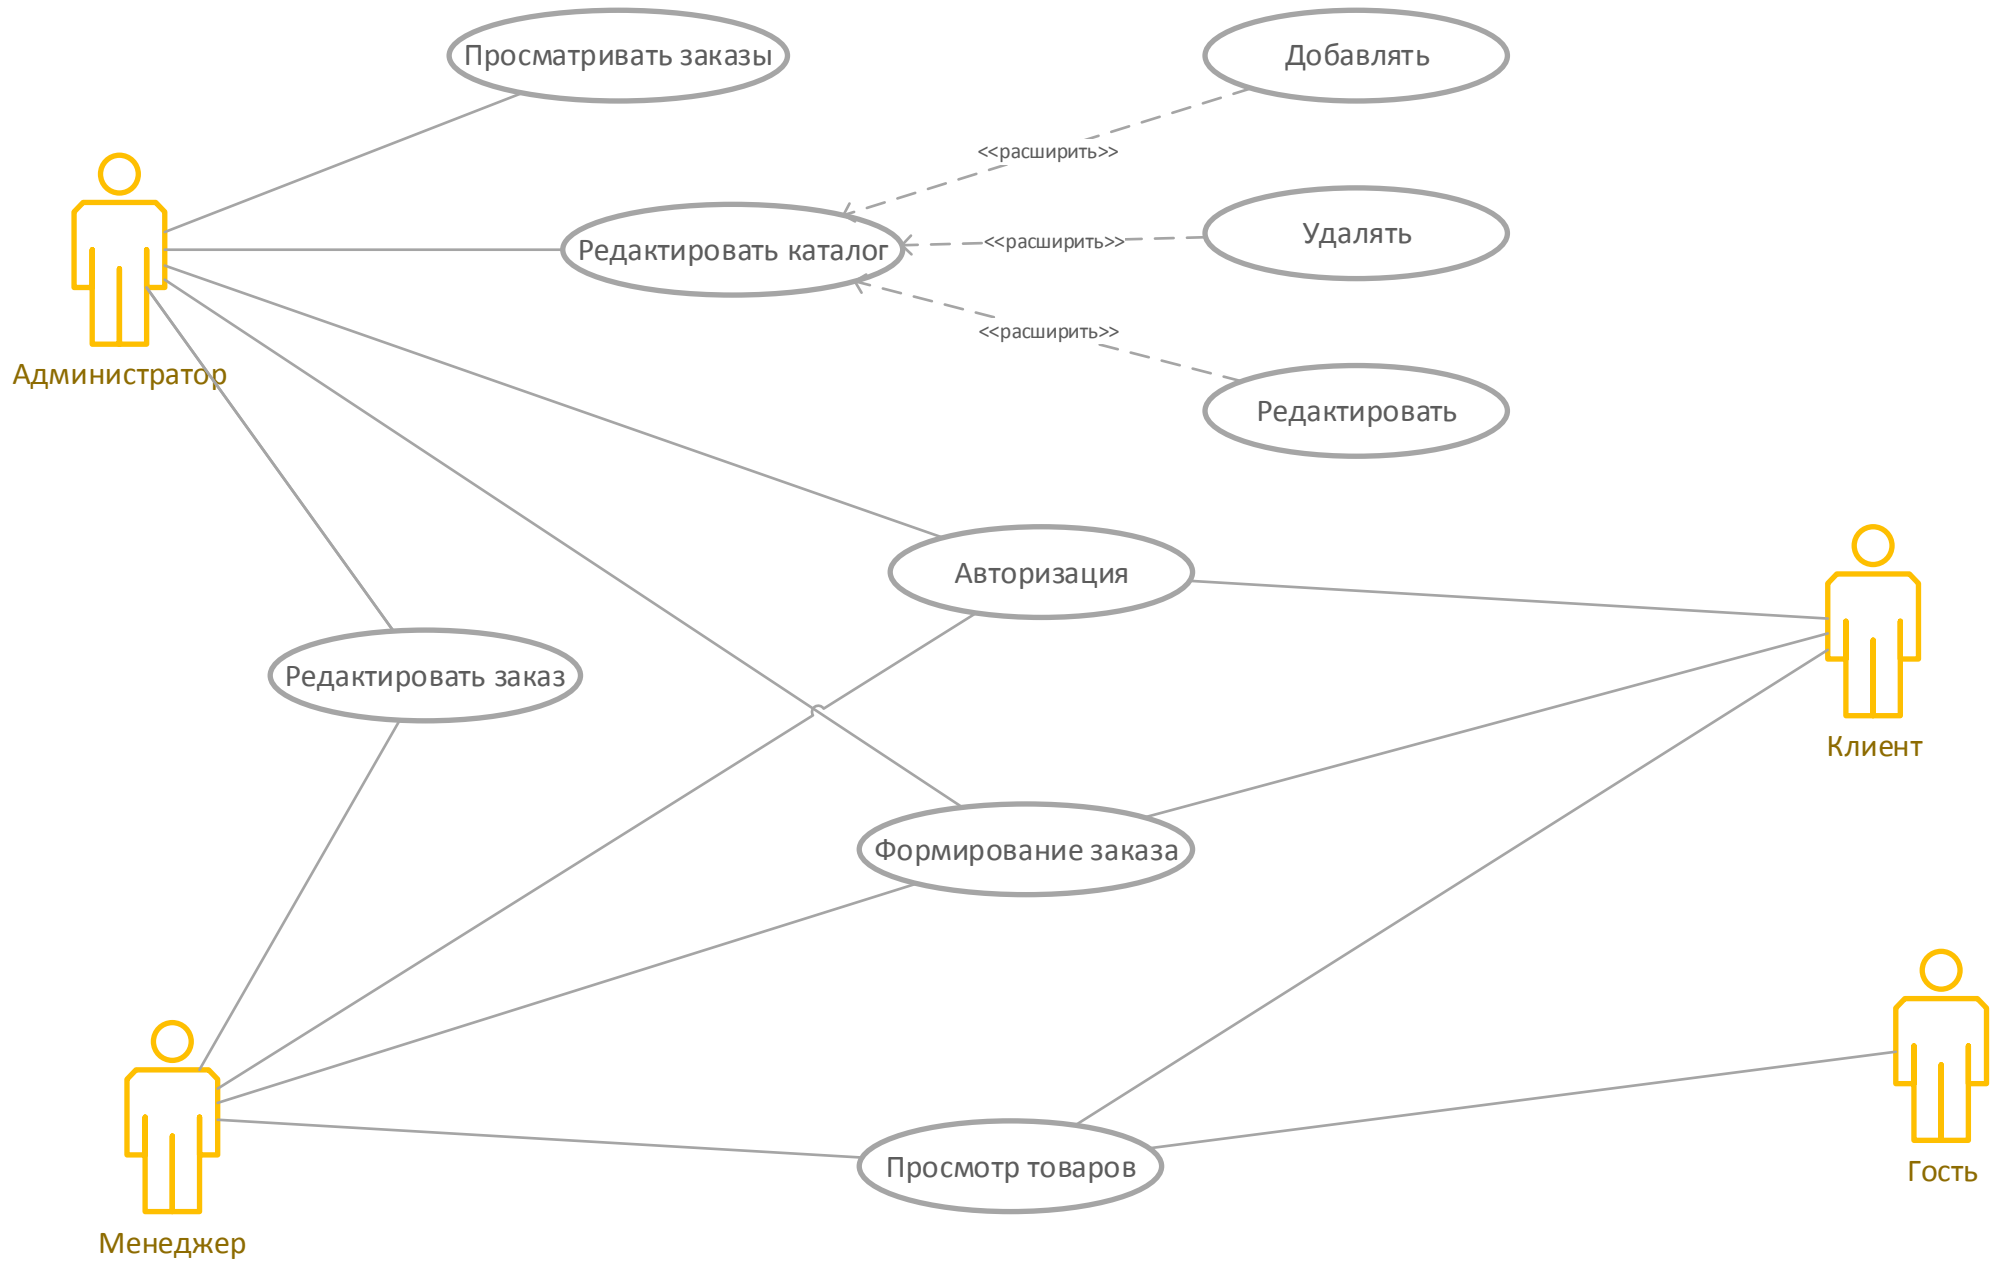 Просматривать заказы
Добавлять
<<расширить>>
Удалять
Редактировать каталог
<<расширить>>
<<расширить>>
Администратор
Редактировать
Авторизация
Редактировать заказ
Клиент
Формирование заказа
Просмотр товаров
Гость
Менеджер